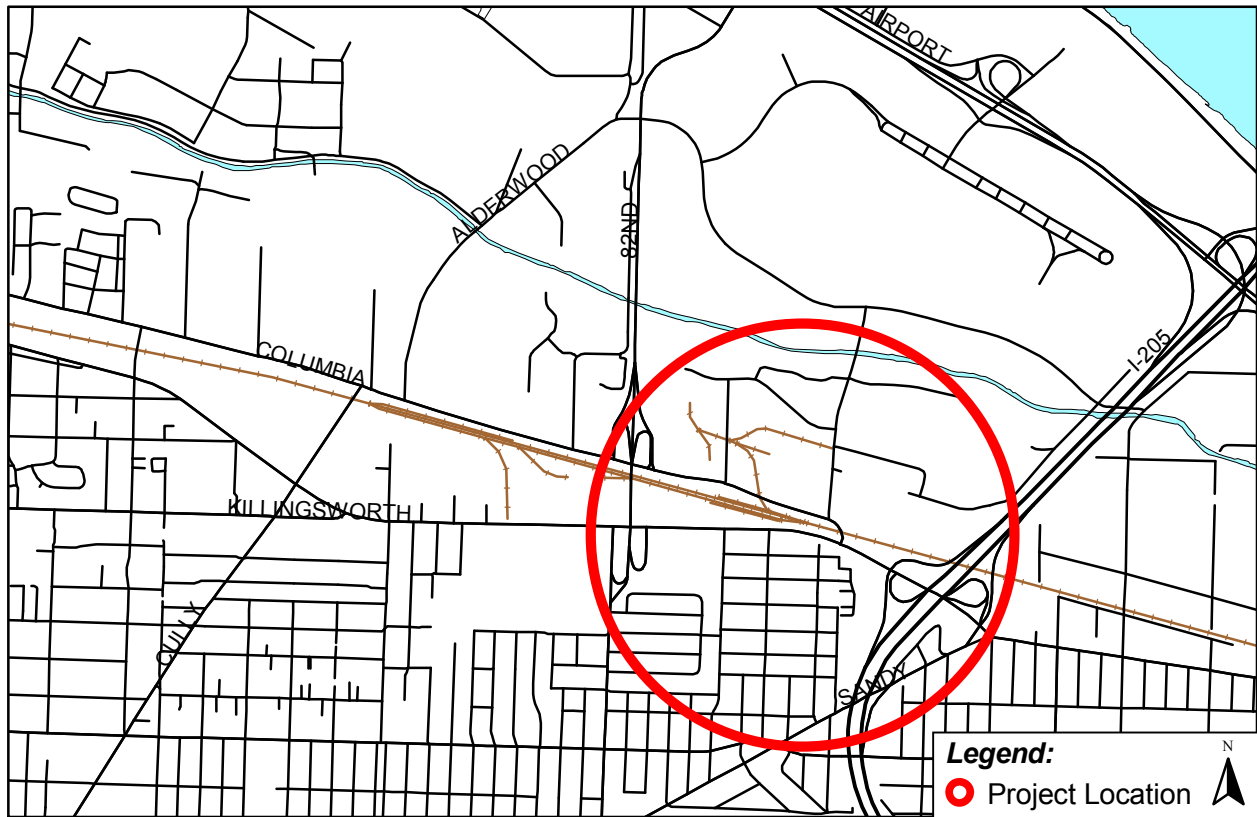 AIRPORT
ALDERWOOD
82ND
I-205
COLUMBIA
KILLINGSWORTH
CULLY
SANDY
Legend:
Project Location
N